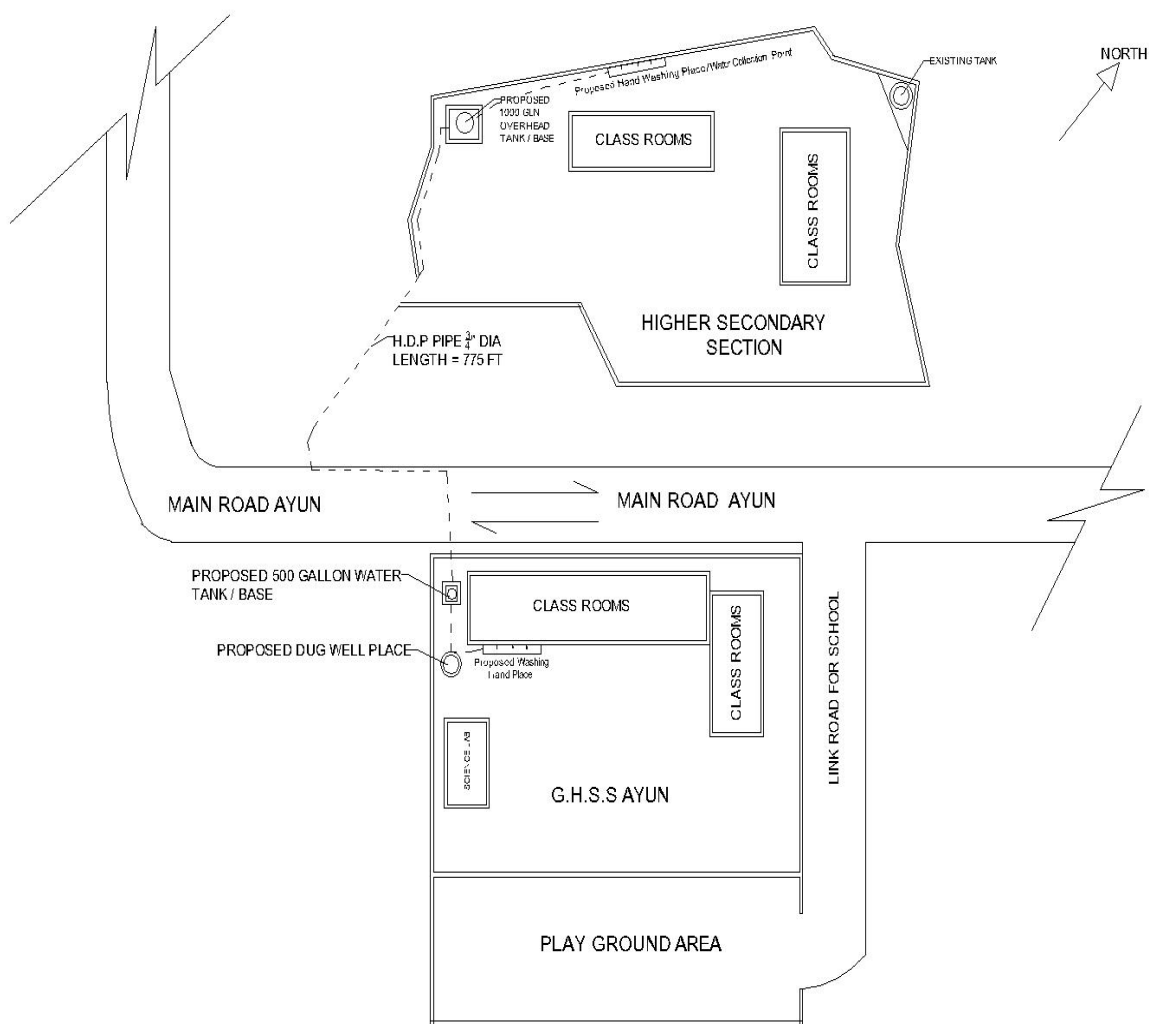 NORTH
EXISTING TANK
Proposed Hand Washing Place/Water Collection Point
PROPOSED
1000 GLN
OVERHEAD
TANK / BASE
CLASS ROOMS
CLASS ROOMS
HIGHER SECONDARY
SECTION
H.D.P PIPE 3/4" DIA
LENGTH = 775 FT
MAIN ROAD AYUN
MAIN ROAD AYUN
PROPOSED 500 GALLON WATER
TANK / BASE
CLASS ROOMS
PROPOSED DUG WELL PLACE
Proposed Washing
Hand Place
CLASS ROOMS
LINK ROAD FOR SCHOOL
SCIENCE LAB
G.H.S.S AYUN
PLAY GROUND AREA